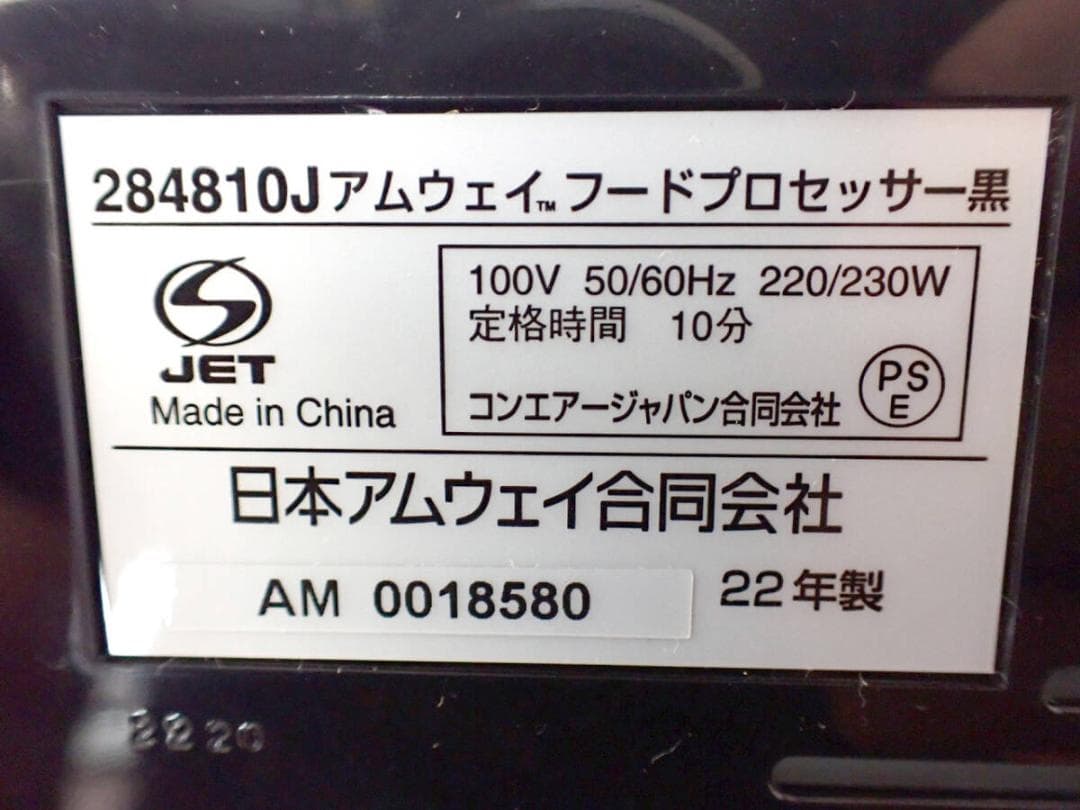 284810Jアムウェイ™フードプロセッサー黒
JET
Made in China
100V 50/60Hz 220/230W
定格時間 10分
コンエアージャパン合同会社
PS
E
日本アムウェイ合同会社
AM 0018580
22年製
2220